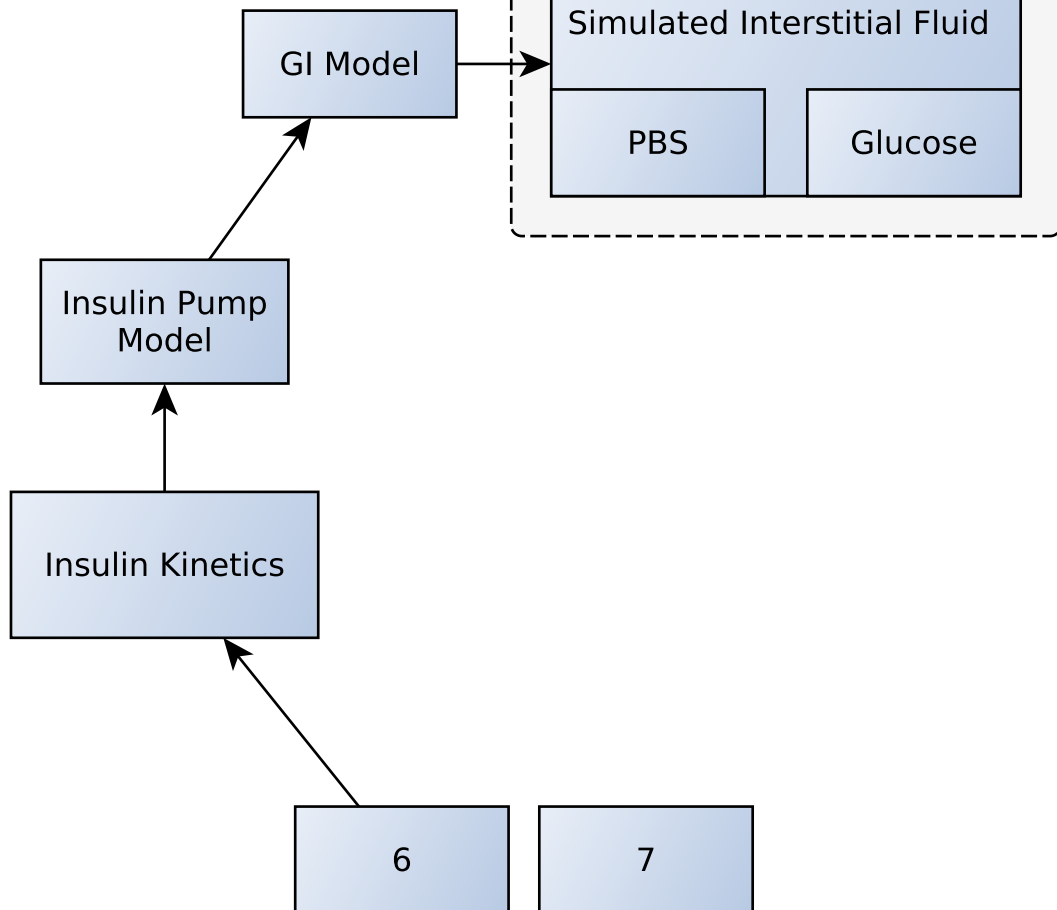 Simulated Interstitial Fluid
GI Model
PBS
Glucose
Insulin Pump
Model
Insulin Kinetics
6
7